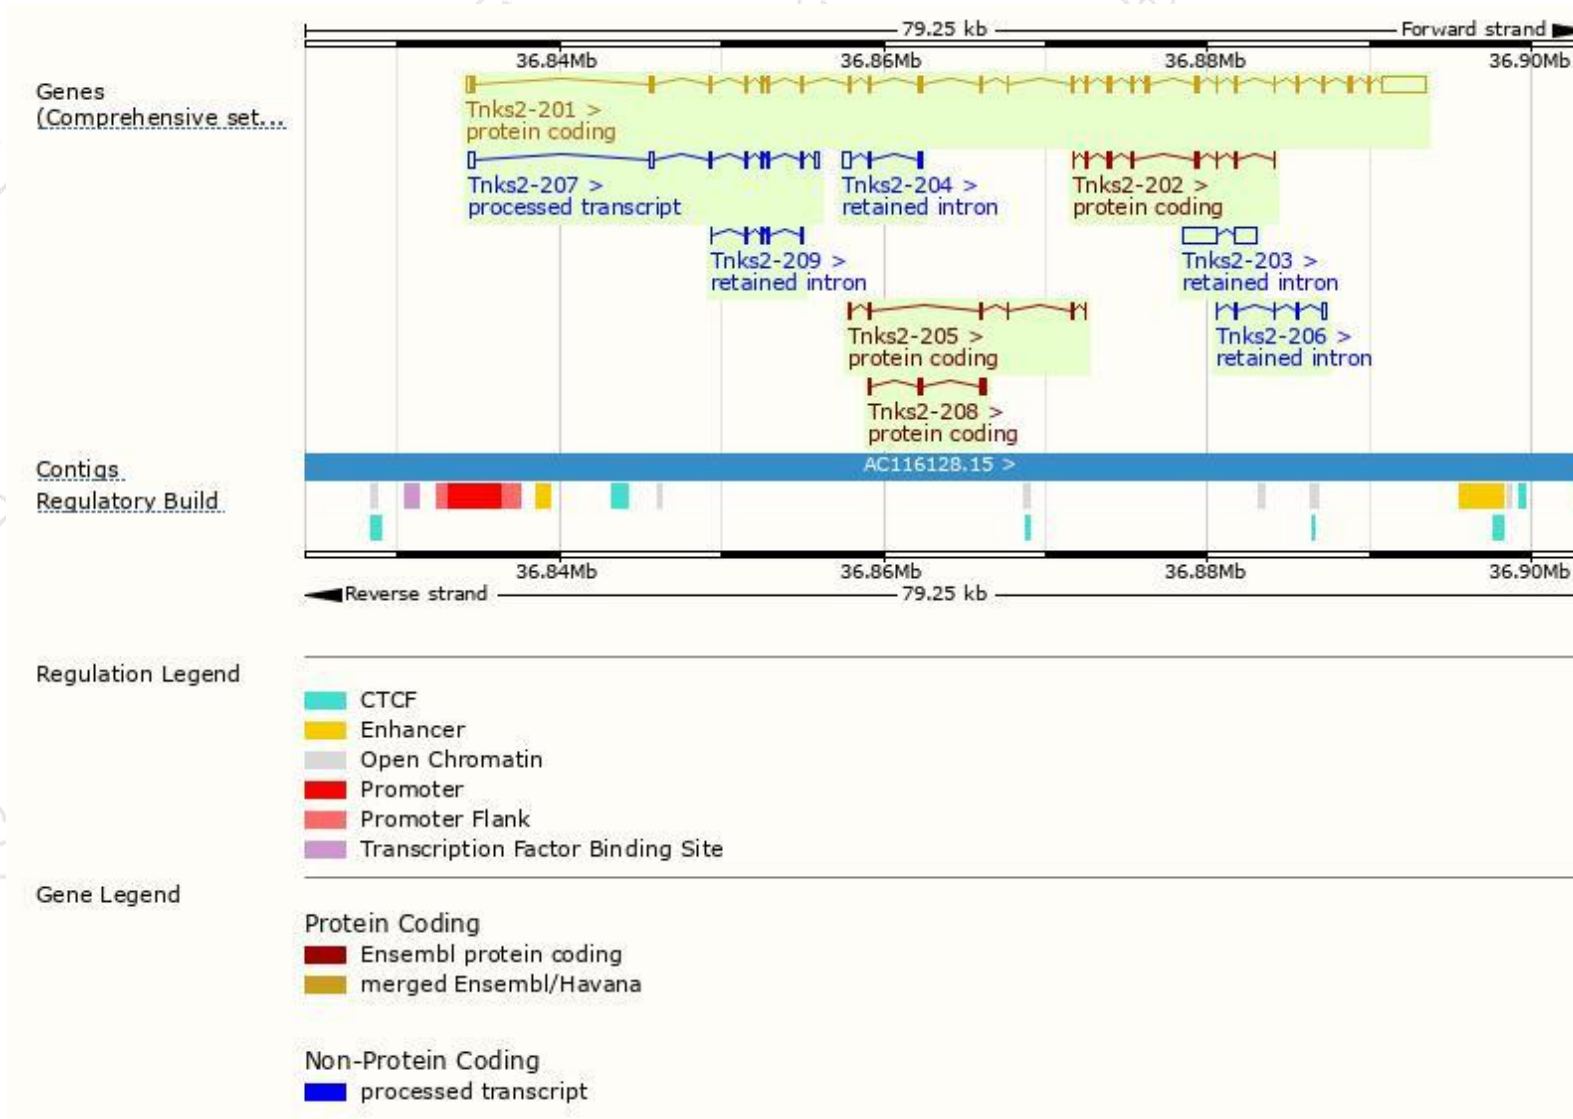 79.25 kb
Forward strand
36.84Mb 36.86Mb 36.88Mb 36.90Mb
Genes
(Comprehensive set...
Tnks2-201 >
protein coding
Tnks2-207 > Tnks2-204 > Tnks2-202 >
processed transcript retained intron protein coding
Tnks2-209 > Tnks2-203 >
retained intron retained intron
Tnks2-205 > Tnks2-206 >
protein coding retained intron
Tnks2-208 >
protein coding
Contigs AC116128.15 >
Regulatory Build
36.84Mb 36.86Mb 36.88Mb 36.90Mb
Reverse strand 79.25 kb
Regulation Legend
CTCF
Enhancer
Open Chromatin
Promoter
Promoter Flank
Transcription Factor Binding Site
Gene Legend
Protein Coding
Ensembl protein coding
merged Ensembl/Havana
Non-Protein Coding
processed transcript